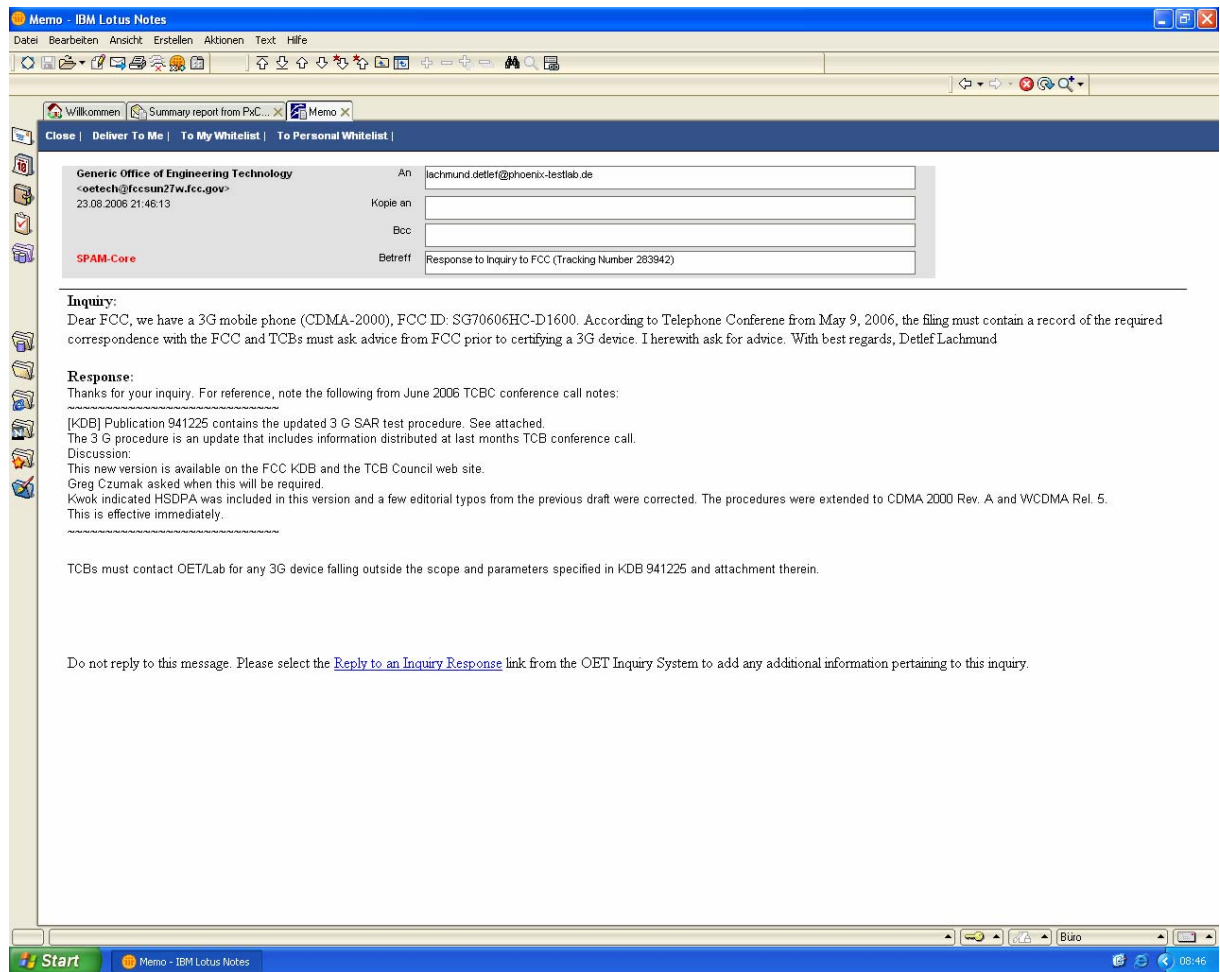 Memo - IBM Lotus Notes
Datei Bearbeiten Ansicht Erstellen Aktionen Text Hilfe
Willkommen Summary report from PxC... Memo
Close | Deliver To Me | To My Whitelist | To Personal Whitelist |
Generic Office of Engineering Technology
<oetech@fccsun27w.fcc.gov>
23.08.2006 21:46:13
SPAM-Core
An lachmund.detlef@phoenix-testlab.de
Kopie an
Bcc
Betreff Response to Inquiry to FCC (Tracking Number 283942)
Inquiry:
Dear FCC, we have a 3G mobile phone (CDMA-2000), FCC ID: SG70606HC-D1600. According to Telephone Conferene from May 9, 2006, the filing must contain a record of the required
correspondence with the FCC and TCBs must ask advice from FCC prior to certifying a 3G device. I herewith ask for advice. With best regards, Detlef Lachmund
Response:
Thanks for your inquiry. For reference, note the following from June 2006 TCBC conference call notes:
~~~~~~~~~~~~~~~~~~~~~~~~~~~~
[KDB] Publication 941225 contains the updated 3 G SAR test procedure. See attached.
The 3 G procedure is an update that includes information distributed at last months TCB conference call.
Discussion:
This new version is available on the FCC KDB and the TCB Council web site.
Greg Czumak asked when this will be required.
Kwok indicated HSDPA was included in this version and a few editorial typos from the previous draft were corrected. The procedures were extended to CDMA 2000 Rev. A and WCDMA Rel. 5.
This is effective immediately.
~~~~~~~~~~~~~~~~~~~~~~~~~~~~
TCBs must contact OET/Lab for any 3G device falling outside the scope and parameters specified in KDB 941225 and attachment therein.
Do not reply to this message. Please select the Reply to an Inquiry Response link from the OET Inquiry System to add any additional information pertaining to this inquiry.
Büro
Start Memo - IBM Lotus Notes 08:46